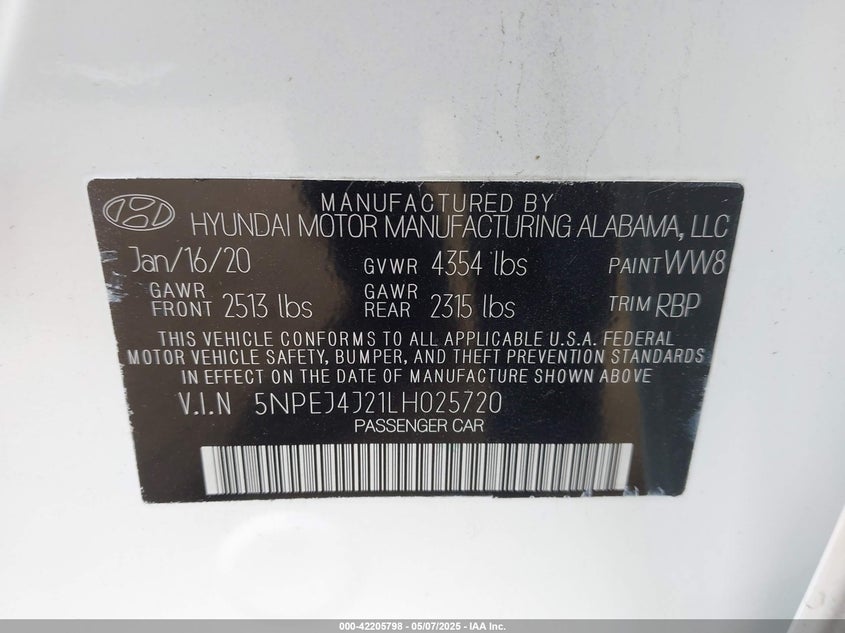 MANUFACTURED BY
HYUNDAI MOTOR MANUFACTURING ALABAMA, LLC
Jan/16/20 GVWR 4354 lbs PAINT WW8
GAWR FRONT 2513 lbs GAWR REAR 2315 lbs TRIM RBP
THIS VEHICLE CONFORMS TO ALL APPLICABLE U.S.A. FEDERAL
MOTOR VEHICLE SAFETY, BUMPER, AND THEFT PREVENTION STANDARDS
IN EFFECT ON THE DATE OF MANUFACTURE SHOWN ABOVE
V.I.N 5NPEJ4J21LH025720
PASSENGER CAR
000-42205798 - 05/07/2025 - IAA Inc.